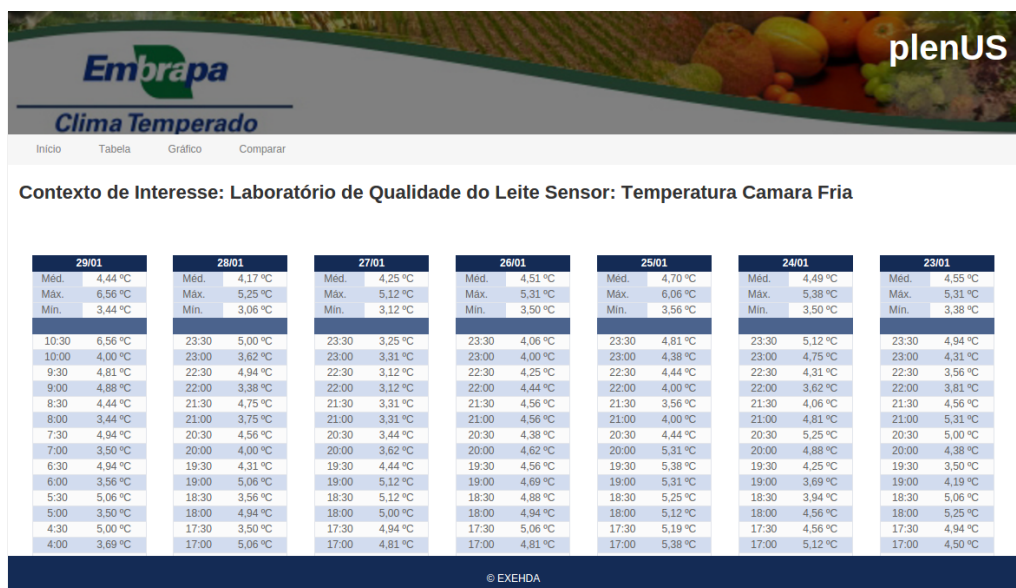 plenUS
Embrapa
Clima Temperado
Início Tabela Gráfico Comparar
Contexto de Interesse: Laboratório de Qualidade do Leite Sensor: Temperatura Camara Fria
29/01 28/01 27/01 26/01 25/01 24/01 23/01
Méd. 4,44 ºC Méd. 4,17 ºC Méd. 4,25 ºC Méd. 4,51 ºC Méd. 4,70 ºC Méd. 4,49 ºC Méd. 4,55 ºC
Máx. 6,56 ºC Máx. 5,25 ºC Máx. 5,12 ºC Máx. 5,31 ºC Máx. 6,06 ºC Máx. 5,38 ºC Máx. 5,31 ºC
Mín. 3,44 ºC Mín. 3,06 ºC Mín. 3,12 ºC Mín. 3,50 ºC Mín. 3,56 ºC Mín. 3,50 ºC Mín. 3,38 ºC
10:30 6,56 ºC 23:30 5,00 ºC 23:30 3,25 ºC 23:30 4,06 ºC 23:30 4,81 ºC 23:30 5,12 ºC 23:30 4,94 ºC
10:00 4,00 ºC 23:00 3,62 ºC 23:00 3,31 ºC 23:00 4,00 ºC 23:00 4,38 ºC 23:00 4,75 ºC 23:00 4,31 ºC
9:30 4,81 ºC 22:30 4,94 ºC 22:30 3,12 ºC 22:30 4,25 ºC 22:30 4,44 ºC 22:30 4,31 ºC 22:30 3,56 ºC
9:00 4,88 ºC 22:00 3,38 ºC 22:00 3,12 ºC 22:00 4,44 ºC 22:00 4,00 ºC 22:00 3,62 ºC 22:00 3,81 ºC
8:30 4,44 ºC 21:30 4,75 ºC 21:30 3,31 ºC 21:30 4,56 ºC 21:30 3,56 ºC 21:30 4,06 ºC 21:30 4,56 ºC
8:00 3,44 ºC 21:00 3,75 ºC 21:00 3,31 ºC 21:00 4,56 ºC 21:00 4,00 ºC 21:00 4,81 ºC 21:00 5,31 ºC
7:30 4,94 ºC 20:30 4,56 ºC 20:30 3,44 ºC 20:30 4,38 ºC 20:30 4,44 ºC 20:30 5,25 ºC 20:30 5,00 ºC
7:00 3,50 ºC 20:00 4,00 ºC 20:00 3,62 ºC 20:00 4,62 ºC 20:00 5,31 ºC 20:00 4,88 ºC 20:00 4,38 ºC
6:30 4,94 ºC 19:30 4,31 ºC 19:30 4,44 ºC 19:30 4,56 ºC 19:30 5,38 ºC 19:30 4,25 ºC 19:30 3,50 ºC
6:00 3,56 ºC 19:00 5,06 ºC 19:00 5,12 ºC 19:00 4,69 ºC 19:00 5,31 ºC 19:00 3,69 ºC 19:00 4,19 ºC
5:30 5,06 ºC 18:30 3,56 ºC 18:30 5,12 ºC 18:30 4,88 ºC 18:30 5,25 ºC 18:30 3,94 ºC 18:30 5,06 ºC
5:00 3,50 ºC 18:00 4,94 ºC 18:00 5,00 ºC 18:00 4,94 ºC 18:00 5,12 ºC 18:00 4,56 ºC 18:00 5,25 ºC
4:30 5,00 ºC 17:30 3,50 ºC 17:30 4,94 ºC 17:30 5,06 ºC 17:30 5,19 ºC 17:30 4,56 ºC 17:30 4,94 ºC
4:00 3,69 ºC 17:00 5,06 ºC 17:00 4,81 ºC 17:00 4,81 ºC 17:00 5,38 ºC 17:00 5,12 ºC 17:00 4,50 ºC
© EXEHDA